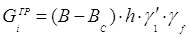 G_i^{ГР} = (B − B_C) · h · γ'_1 · γ_f